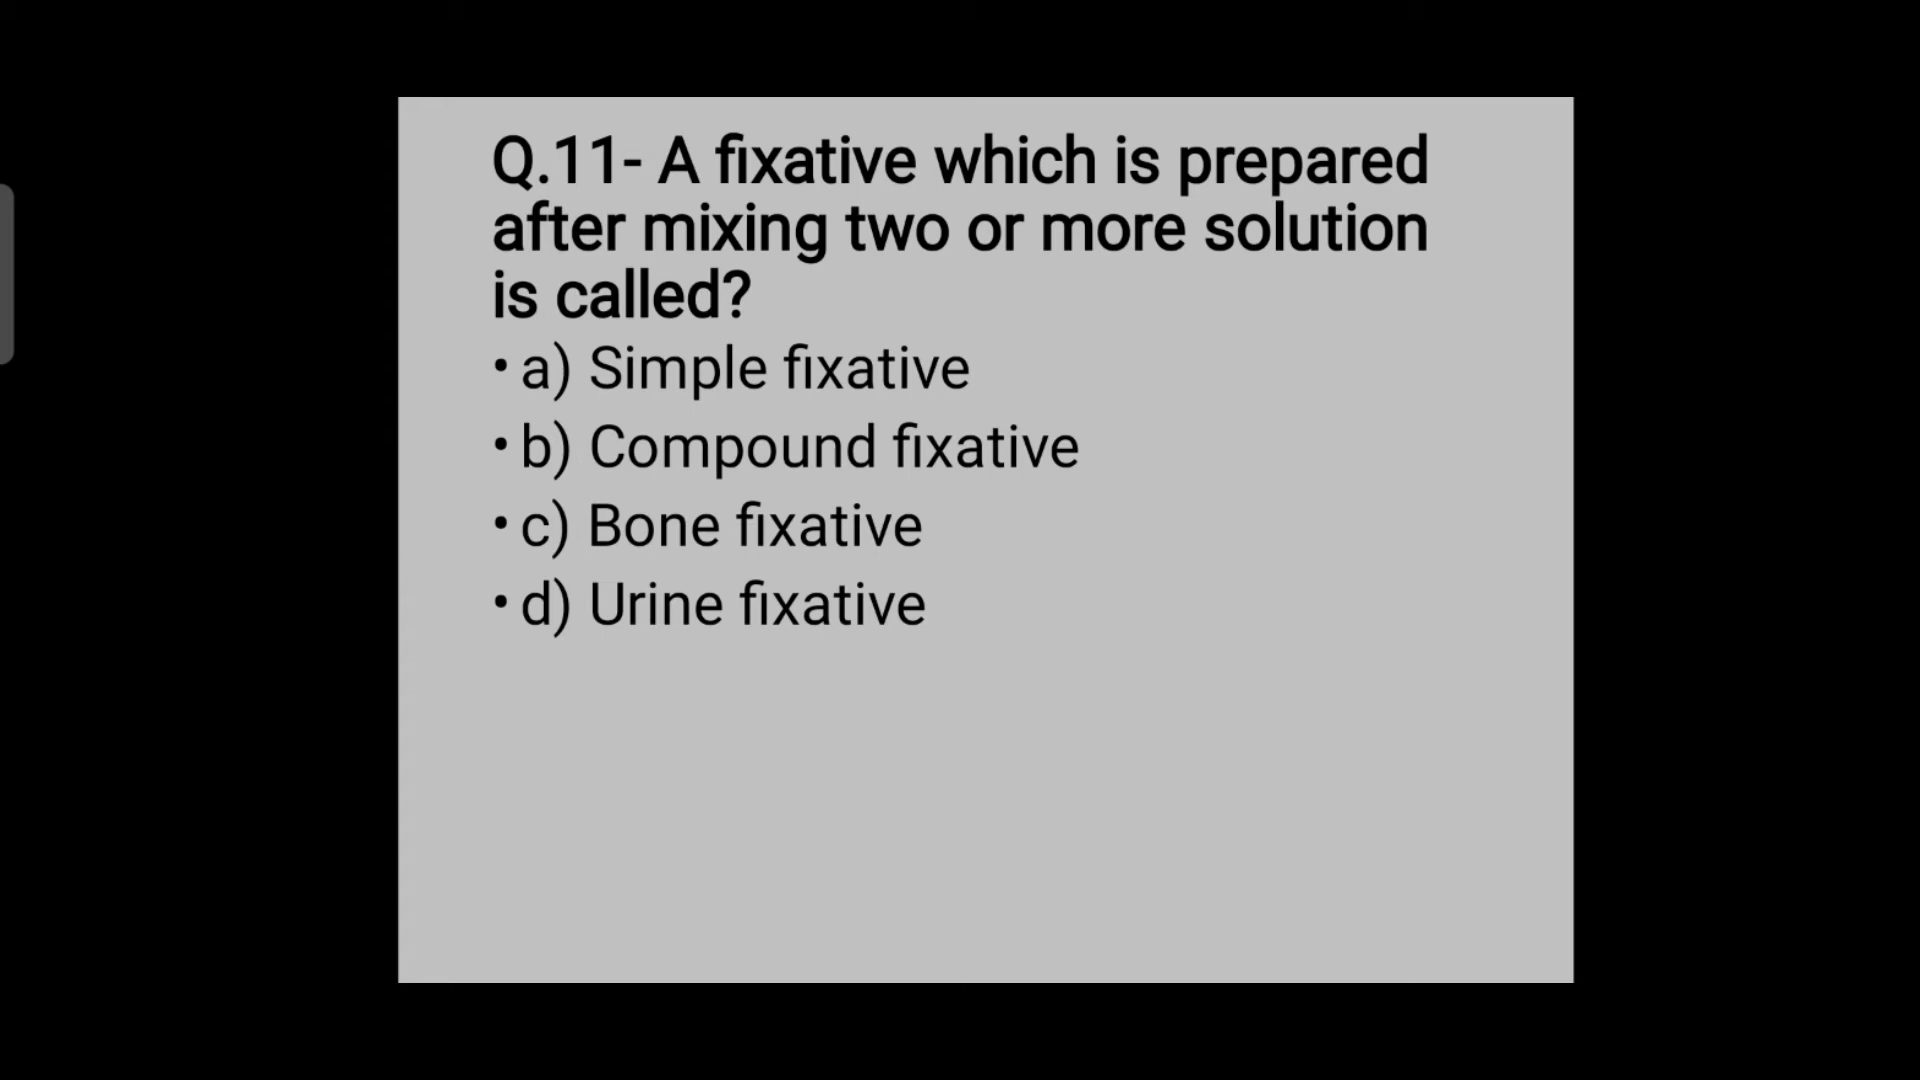 Q.11- A fixative which is prepared
after mixing two or more solution
is called?
• a) Simple fixative
• b) Compound fixative
• c) Bone fixative
• d) Urine fixative